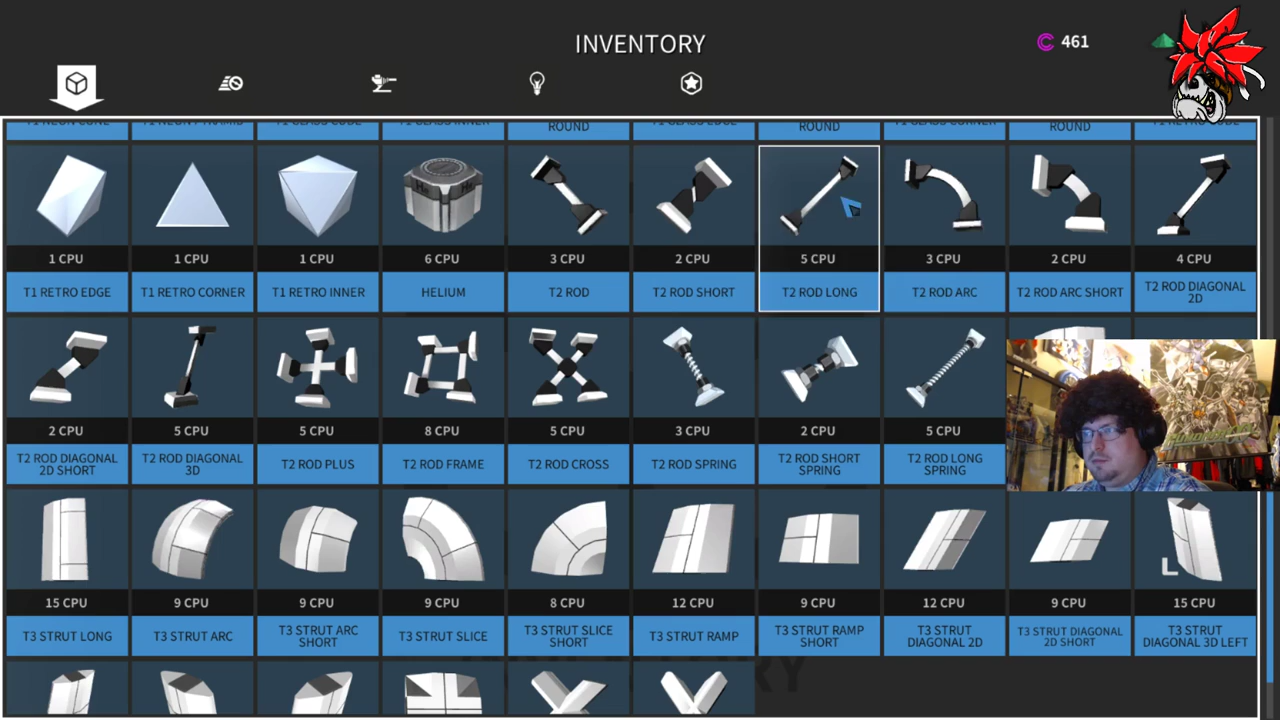 INVENTORY
461
ROUND
ROUND
ROUND
1 CPU
1 CPU
1 CPU
6 CPU
3 CPU
2 CPU
5 CPU
3 CPU
2 CPU
4 CPU
T1 RETRO EDGE
T1 RETRO CORNER
T1 RETRO INNER
HELIUM
T2 ROD
T2 ROD SHORT
T2 ROD LONG
T2 ROD ARC
T2 ROD ARC SHORT
T2 ROD DIAGONAL
2D
2 CPU
5 CPU
5 CPU
8 CPU
5 CPU
3 CPU
2 CPU
5 CPU
T2 ROD DIAGONAL
2D SHORT
T2 ROD DIAGONAL
3D
T2 ROD PLUS
T2 ROD FRAME
T2 ROD CROSS
T2 ROD SPRING
T2 ROD SHORT
SPRING
T2 ROD LONG
SPRING
L
15 CPU
9 CPU
9 CPU
9 CPU
8 CPU
12 CPU
9 CPU
12 CPU
9 CPU
15 CPU
T3 STRUT LONG
T3 STRUT ARC
T3 STRUT ARC
SHORT
T3 STRUT SLICE
T3 STRUT SLICE
SHORT
T3 STRUT RAMP
T3 STRUT RAMP
SHORT
T3 STRUT
DIAGONAL 2D
T3 STRUT DIAGONAL
2D SHORT
T3 STRUT
DIAGONAL 3D LEFT